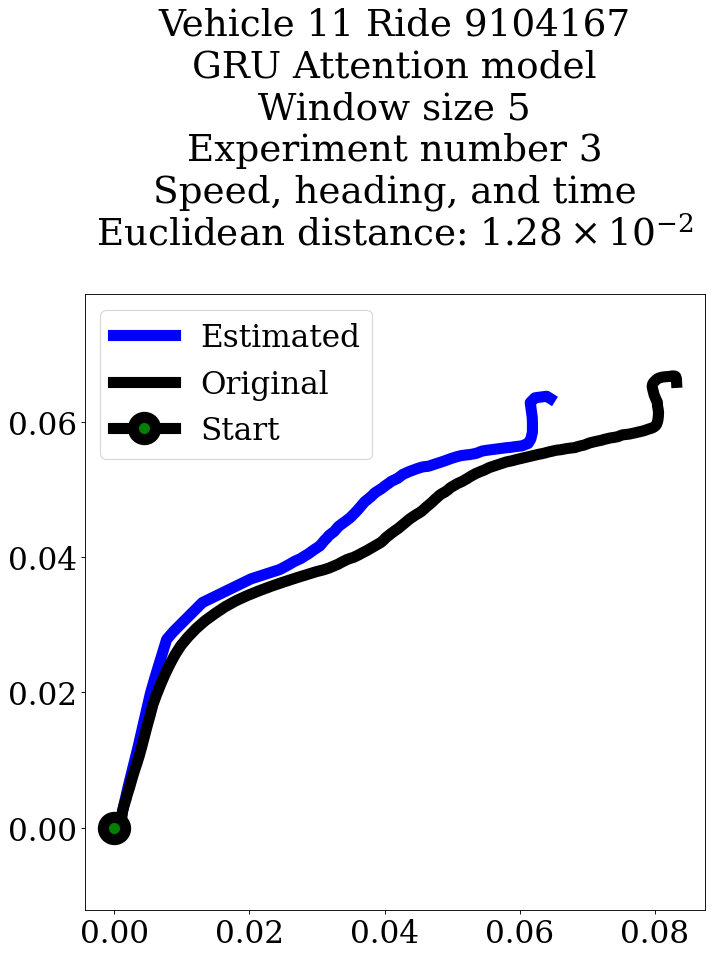 Vehicle 11 Ride 9104167
GRU Attention model
Window size 5
Experiment number 3
Speed, heading, and time
Euclidean distance: 1.28 × 10⁻²
Estimated
Original
Start
0.06
0.04
0.02
0.00
0.00 0.02 0.04 0.06 0.08